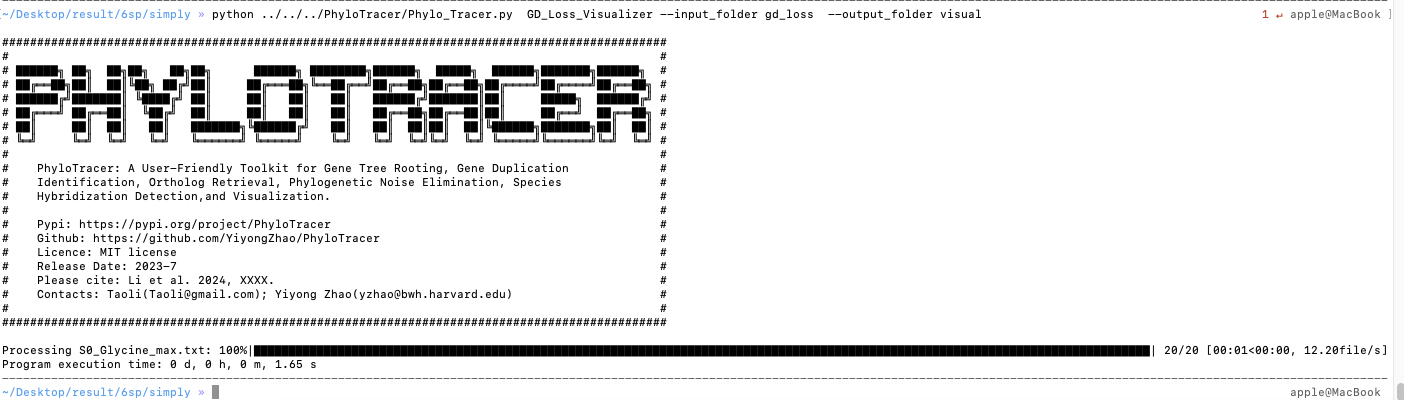 ~/Desktop/result/6sp/simply » python ../../../PhyloTracer/Phylo_Tracer.py  GD_Loss_Visualizer --input_folder gd_loss  --output_folder visual 1 ↵ apple@MacBook ]
###############################################################################################
# #
# PHYLOTRACER #
# #
# PhyloTracer: A User-Friendly Toolkit for Gene Tree Rooting, Gene Duplication #
# Identification, Ortholog Retrieval, Phylogenetic Noise Elimination, Species #
# Hybridization Detection,and Visualization. #
# #
# Pypi: https://pypi.org/project/PhyloTracer #
# Github: https://github.com/YiyongZhao/PhyloTracer #
# Licence: MIT license #
# Release Date: 2023-7 #
# Please cite: Li et al. 2024, XXXX. #
# Contacts: Taoli(Taoli@gmail.com); Yiyong Zhao(yzhao@bwh.harvard.edu) #
# #
###############################################################################################
Processing S0_Glycine_max.txt: 100%| | 20/20 [00:01<00:00, 12.20file/s]
Program execution time: 0 d, 0 h, 0 m, 1.65 s
~/Desktop/result/6sp/simply » apple@MacBook